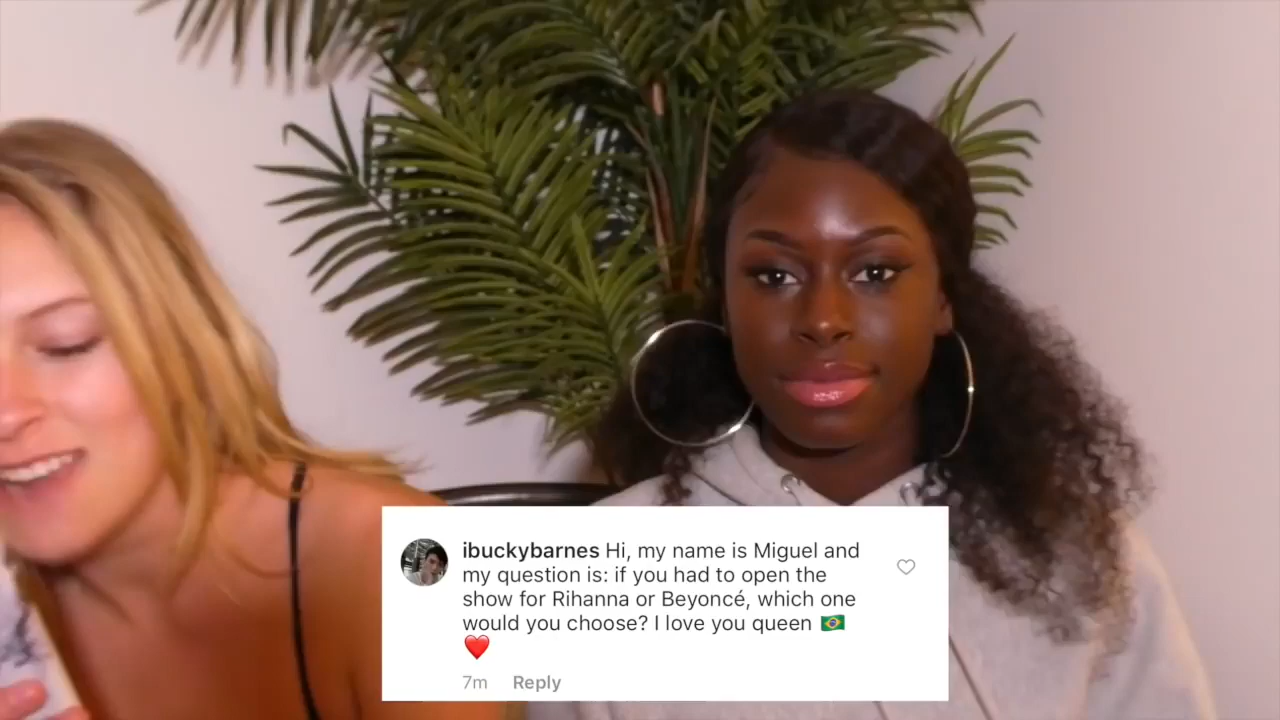 ibuckybarnes Hi, my name is Miguel and
my question is: if you had to open the
show for Rihanna or Beyoncé, which one
would you choose? I love you queen 🇧🇷
❤️
7m Reply